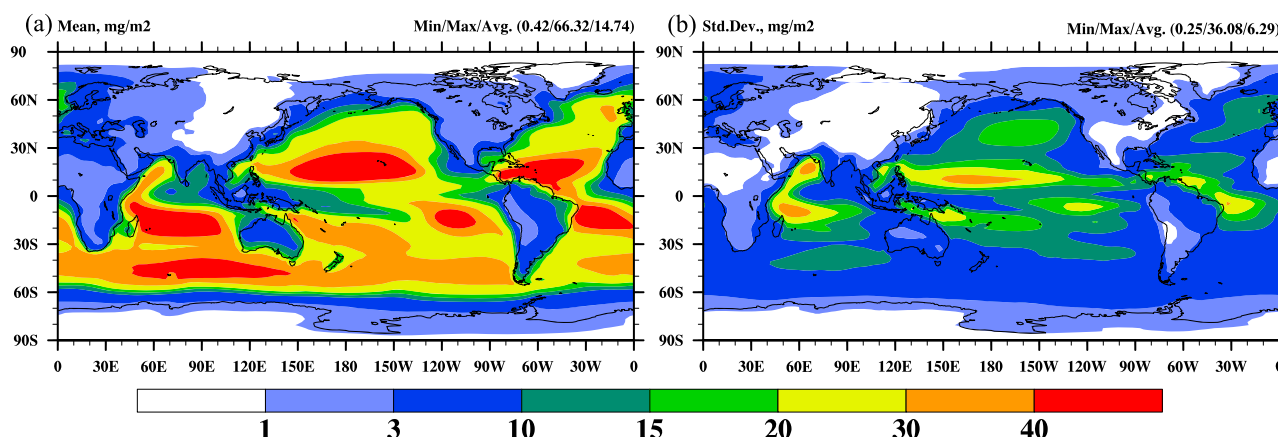 (a) Mean, mg/m2 Min/Max/Avg. (0.42/66.32/14.74)
(b) Std.Dev., mg/m2 Min/Max/Avg. (0.25/36.08/6.29)
90 90N
60N 60N
30N 30N
0 0
30S 30S
60S 60S
90S 90S
0 30E 60E 90E 120E 150E 180 150W 120W 90W 60W 30W 0
0 30E 60E 90E 120E 150E 180 150W 120W 90W 60W 30W 0
1 3 10 15 20 30 40